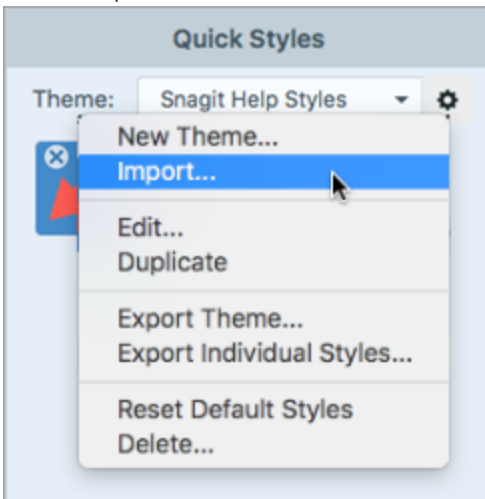 Quick Styles
Theme: Snagit Help Styles
New Theme...
Import...
Edit...
Duplicate
Export Theme...
Export Individual Styles...
Reset Default Styles
Delete...